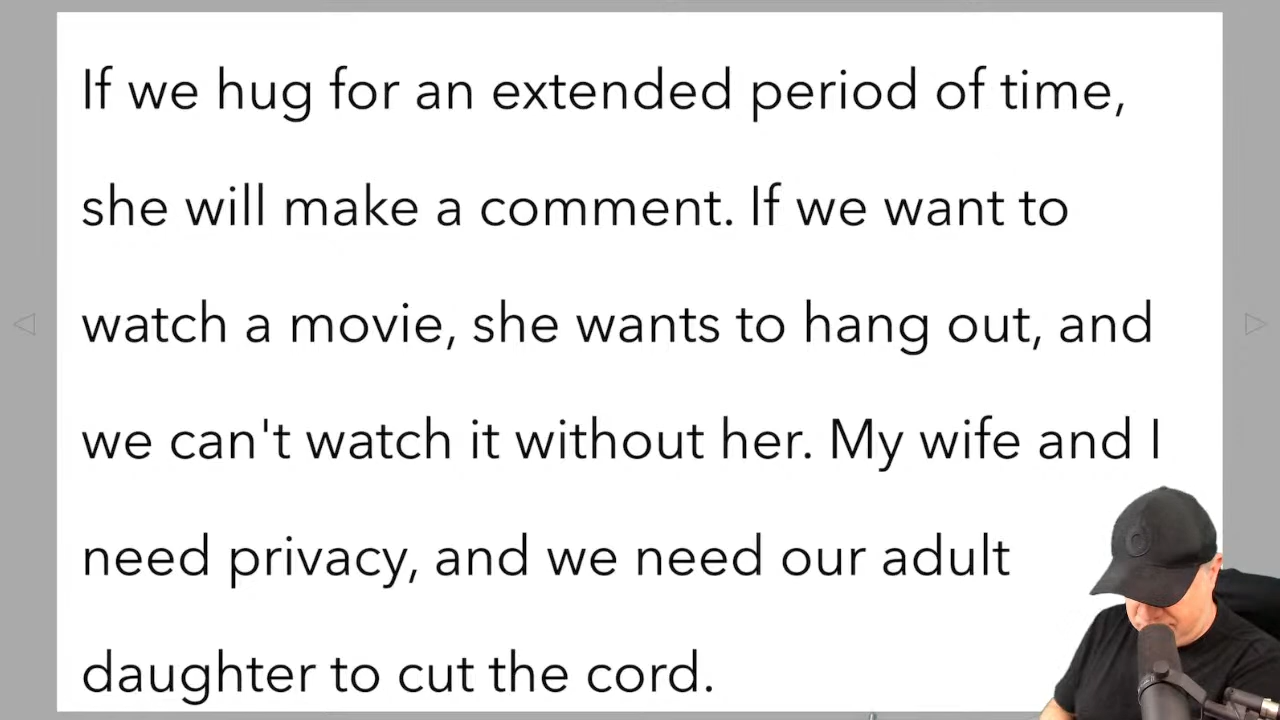 If we hug for an extended period of time,
she will make a comment. If we want to
watch a movie, she wants to hang out, and
we can't watch it without her. My wife and I
need privacy, and we need our adult
daughter to cut the cord.